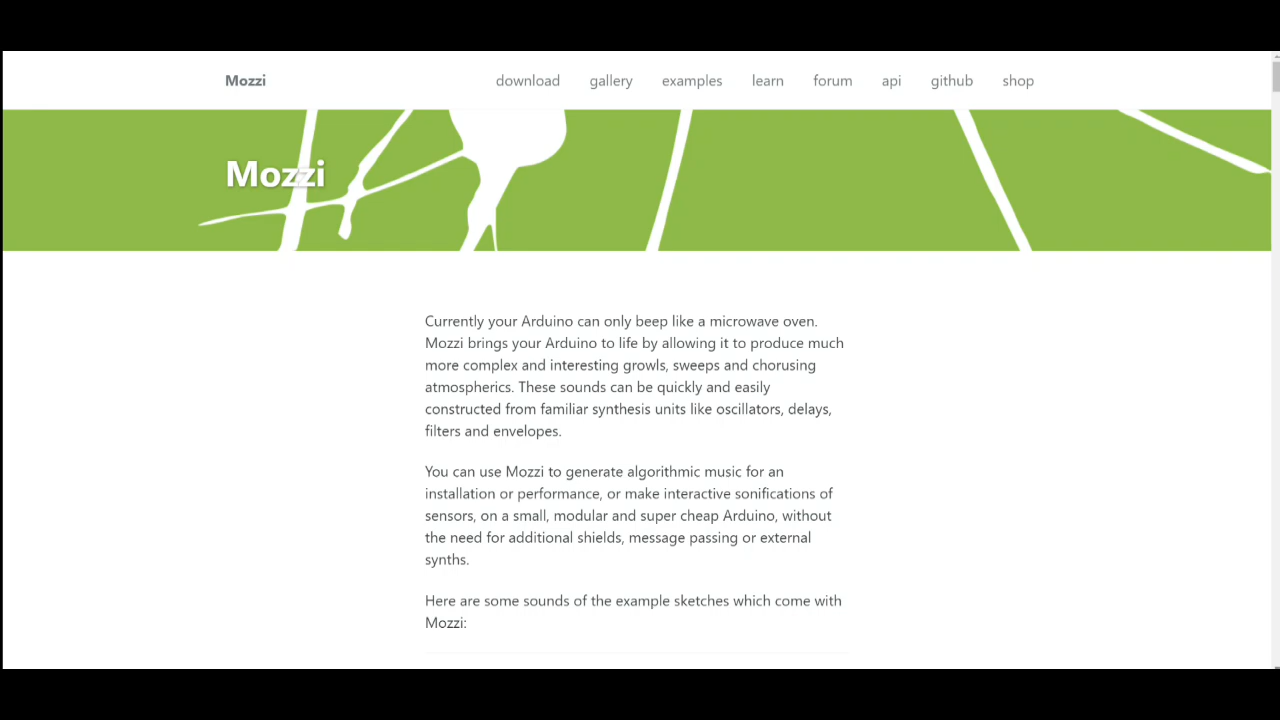 Mozzi download gallery examples learn forum api github shop
Mozzi
Currently your Arduino can only beep like a microwave oven.
Mozzi brings your Arduino to life by allowing it to produce much
more complex and interesting growls, sweeps and chorusing
atmospherics. These sounds can be quickly and easily
constructed from familiar synthesis units like oscillators, delays,
filters and envelopes.
You can use Mozzi to generate algorithmic music for an
installation or performance, or make interactive sonifications of
sensors, on a small, modular and super cheap Arduino, without
the need for additional shields, message passing or external
synths.
Here are some sounds of the example sketches which come with
Mozzi: